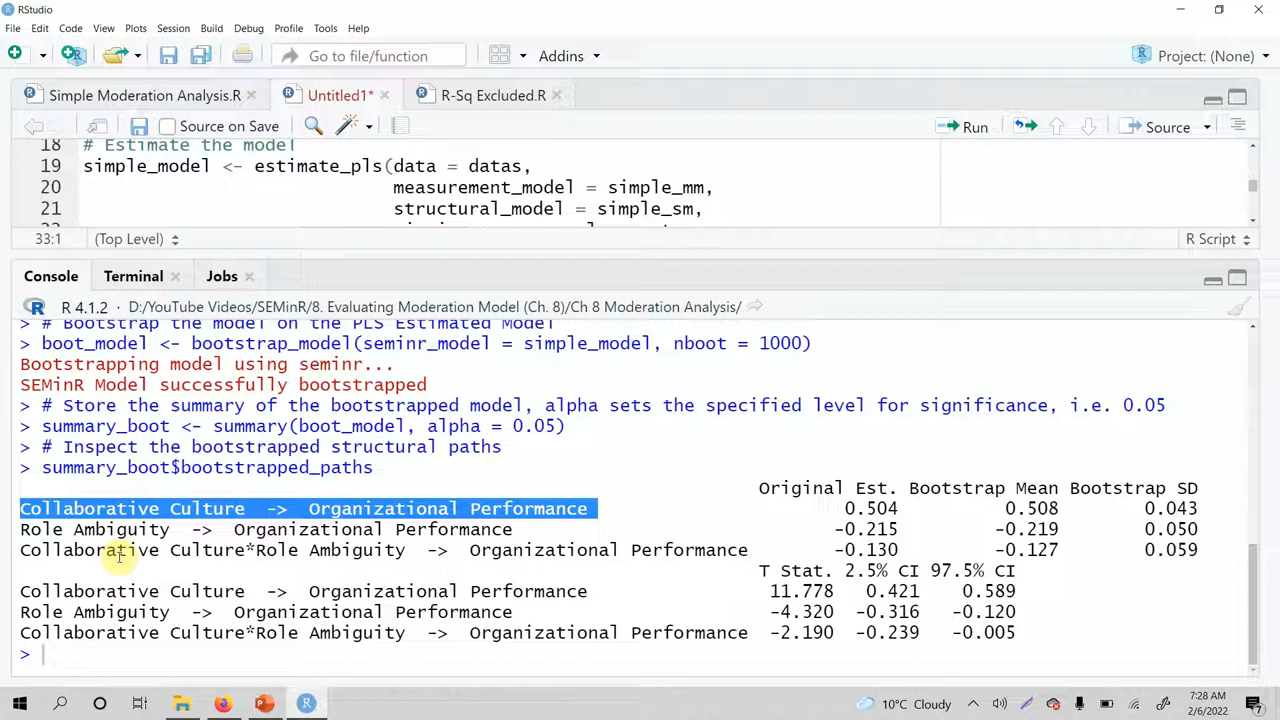 RStudio
File Edit Code View Plots Session Build Debug Profile Tools Help
Go to file/function Addins Project: (None)
Simple Moderation Analysis.R Untitled1* R-Sq Excluded.R
Source on Save Run Source
18 # Estimate the model
19 simple_model <- estimate_pls(data = datas,
20 measurement_model = simple_mm,
21 structural_model = simple_sm,
33:1 (Top Level) R Script
Console Terminal Jobs
R 4.1.2 · D:/YouTube Videos/SEMinR/8. Evaluating Moderation Model (Ch. 8)/Ch 8 Moderation Analysis/
> # Bootstrap the model on the PLS Estimated Model
> boot_model <- bootstrap_model(seminr_model = simple_model, nboot = 1000)
Bootstrapping model using seminr...
SEMinR Model successfully bootstrapped
> # Store the summary of the bootstrapped model, alpha sets the specified level for significance, i.e. 0.05
> summary_boot <- summary(boot_model, alpha = 0.05)
> # Inspect the bootstrapped structural paths
> summary_boot$bootstrapped_paths
Original Est. Bootstrap Mean Bootstrap SD
Collaborative Culture -> Organizational Performance 0.504 0.508 0.043
Role Ambiguity -> Organizational Performance -0.215 -0.219 0.050
Collaborative Culture*Role Ambiguity -> Organizational Performance -0.130 -0.127 0.059
T Stat. 2.5% CI 97.5% CI
Collaborative Culture -> Organizational Performance 11.778 0.421 0.589
Role Ambiguity -> Organizational Performance -4.320 -0.316 -0.120
Collaborative Culture*Role Ambiguity -> Organizational Performance -2.190 -0.239 -0.005
>
10°C Cloudy 7:28 AM
2/6/2022